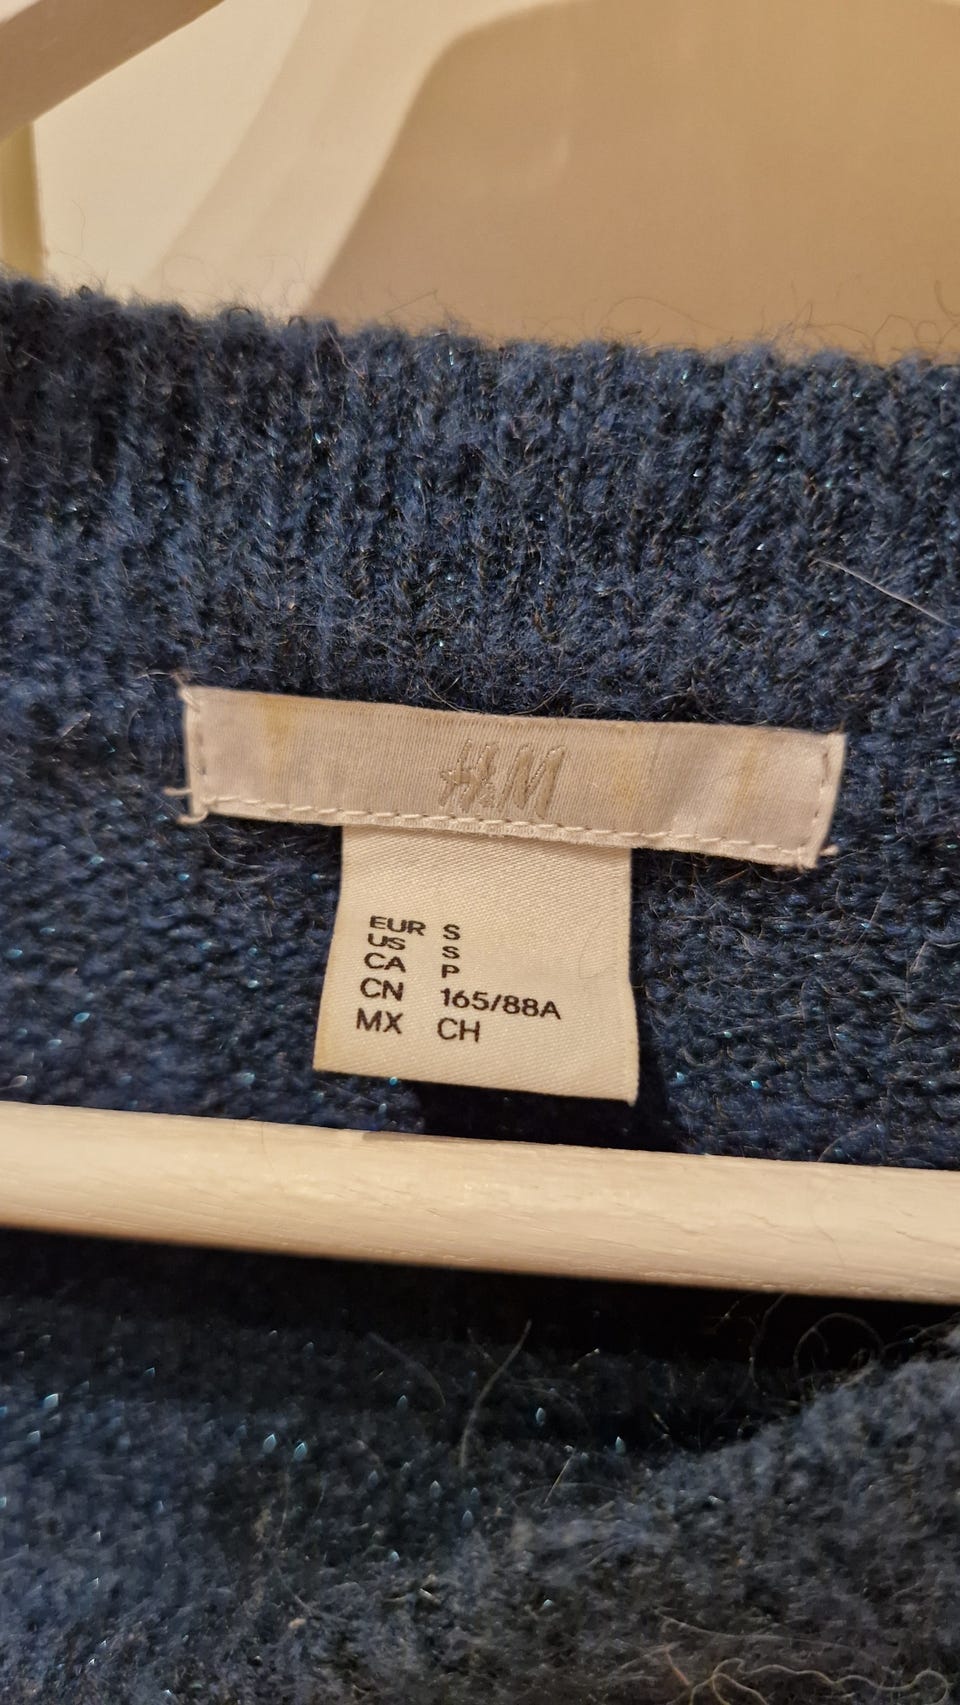 H&M
EUR S
US S
CA P
CN 165/88A
MX CH